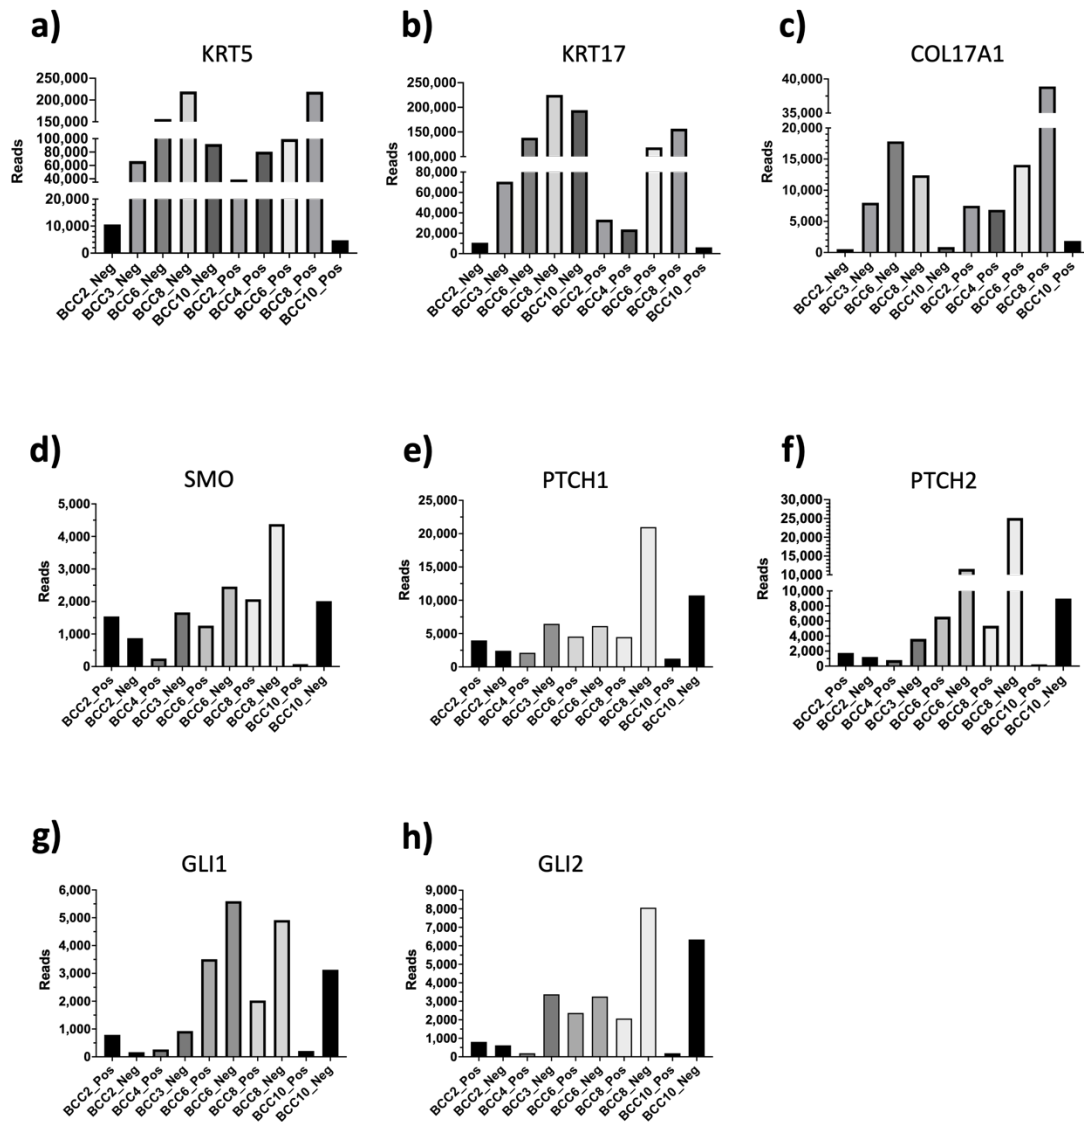 a)
KRT5
Reads
250,000
200,000
150,000
100,000
80,000
60,000
40,000
20,000
10,000
0
BCC2_Neg
BCC3_Neg
BCC6_Neg
BCC8_Neg
BCC10_Neg
BCC2_Pos
BCC4_Pos
BCC6_Pos
BCC8_Pos
BCC10_Pos
b)
KRT17
Reads
250,000
200,000
150,000
100,000
80,000
60,000
40,000
20,000
0
BCC2_Neg
BCC3_Neg
BCC6_Neg
BCC8_Neg
BCC10_Neg
BCC2_Pos
BCC4_Pos
BCC6_Pos
BCC8_Pos
BCC10_Pos
c)
COL17A1
Reads
40,000
35,000
20,000
15,000
10,000
5,000
0
BCC2_Neg
BCC3_Neg
BCC6_Neg
BCC8_Neg
BCC10_Neg
BCC2_Pos
BCC4_Pos
BCC6_Pos
BCC8_Pos
BCC10_Pos
d)
SMO
Reads
5,000
4,000
3,000
2,000
1,000
0
BCC2_Pos
BCC2_Neg
BCC4_Pos
BCC3_Neg
BCC6_Pos
BCC6_Neg
BCC8_Pos
BCC8_Neg
BCC10_Pos
BCC10_Neg
e)
PTCH1
Reads
25,000
20,000
15,000
10,000
5,000
0
BCC2_Pos
BCC2_Neg
BCC4_Pos
BCC3_Neg
BCC6_Pos
BCC6_Neg
BCC8_Pos
BCC8_Neg
BCC10_Pos
BCC10_Neg
f)
PTCH2
Reads
30,000
25,000
20,000
15,000
10,000
10,000
8,000
6,000
4,000
2,000
0
BCC2_Pos
BCC2_Neg
BCC4_Pos
BCC3_Neg
BCC6_Pos
BCC6_Neg
BCC8_Pos
BCC8_Neg
BCC10_Pos
BCC10_Neg
g)
GLI1
Reads
6,000
5,000
4,000
3,000
2,000
1,000
0
BCC2_Pos
BCC2_Neg
BCC4_Pos
BCC3_Neg
BCC6_Pos
BCC6_Neg
BCC8_Pos
BCC8_Neg
BCC10_Pos
BCC10_Neg
h)
GLI2
Reads
9,000
8,000
7,000
6,000
5,000
4,000
3,000
2,000
1,000
0
BCC2_Pos
BCC2_Neg
BCC4_Pos
BCC3_Neg
BCC6_Pos
BCC6_Neg
BCC8_Pos
BCC8_Neg
BCC10_Pos
BCC10_Neg